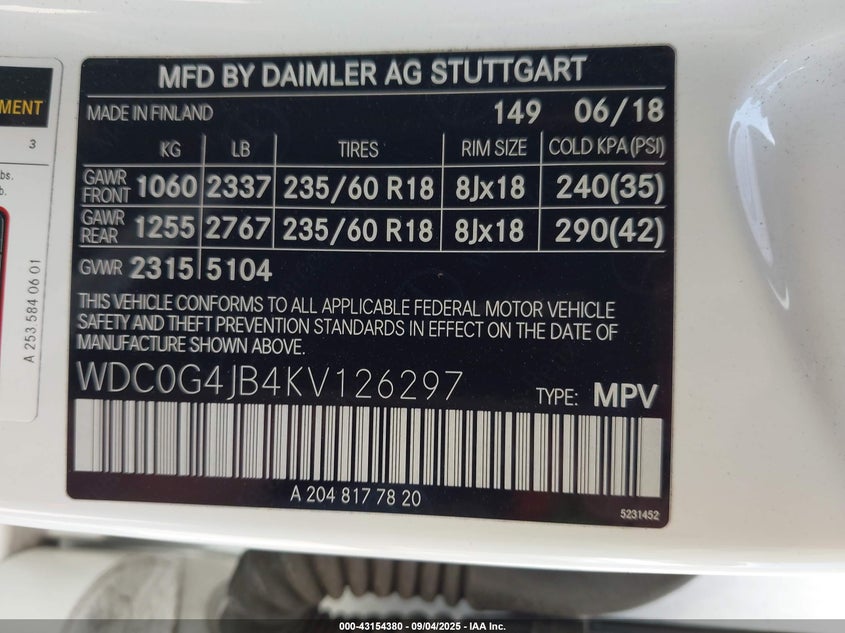 MENT
3
bs.
b.
A 253 584 06 01
MFD BY DAIMLER AG STUTTGART
MADE IN FINLAND 149 06/18
KG LB TIRES RIM SIZE COLD KPA (PSI)
GAWR FRONT 1060 2337 235/60 R18 8Jx18 240(35)
GAWR REAR 1255 2767 235/60 R18 8Jx18 290(42)
GVWR 2315 5104
THIS VEHICLE CONFORMS TO ALL APPLICABLE FEDERAL MOTOR VEHICLE
SAFETY AND THEFT PREVENTION STANDARDS IN EFFECT ON THE DATE OF
MANUFACTURE SHOWN ABOVE.
WDC0G4JB4KV126297 TYPE: MPV
A 204 817 78 20
5231452
000-43154380 - 09/04/2025 - IAA Inc.